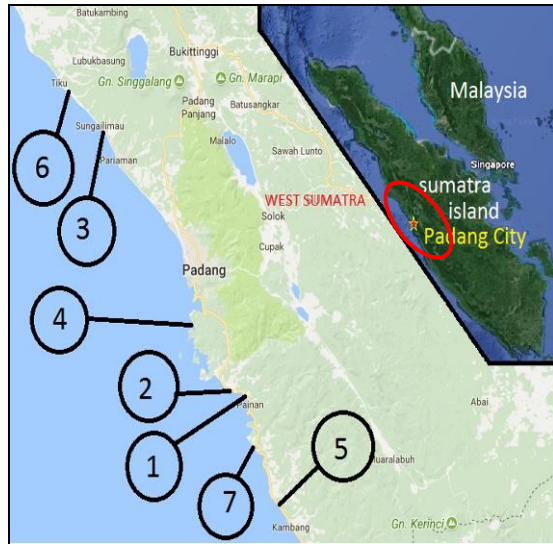 Batukambing
Bukittinggi
Lubukbasung
Gn. Singgalang
Gn. Marapi
Tiku
Padang
Panjang
Batusangkar
Sungailimau
Malalo
Sawah Lunto
Pariaman
6
3
WEST SUMATRA
Solok
Cupak
Padang
4
2
Painan
Abai
1
5
7
uaralabuh
Kambang
Gn. Kerinci
Malaysia
Singapore
sumatra
island
Padang City